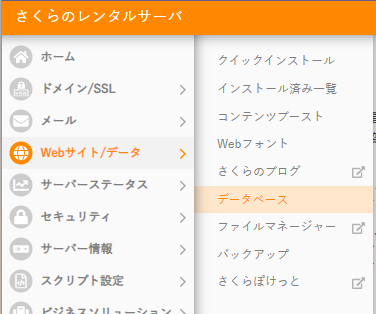 さくらのレンタルサーバ
ホーム
ドメイン/SSL
メール
Webサイト/データ
サーバーステータス
セキュリティ
サーバー情報
スクリプト設定
ビジネスソリューション
クイックインストール
インストール済み一覧
コンテンツブースト
Webフォント
さくらのブログ
データベース
ファイルマネージャー
バックアップ
さくらぽけっと